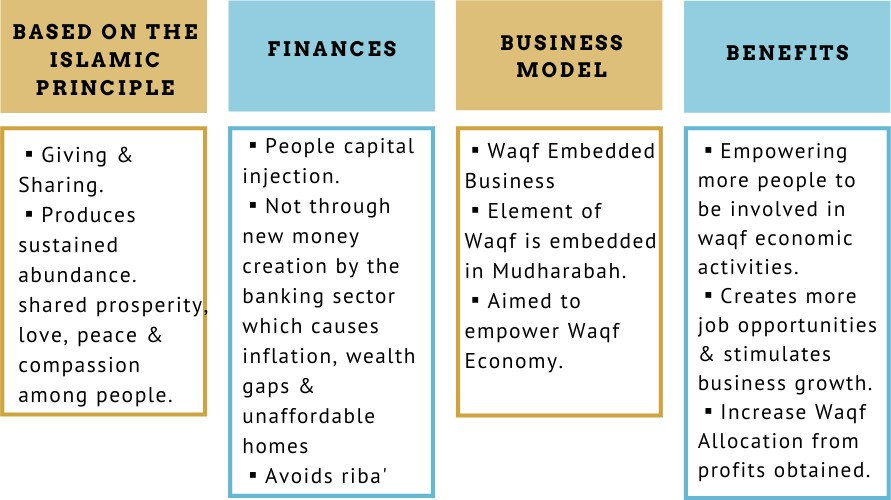 BASED ON THE
ISLAMIC
PRINCIPLE
▪ Giving &
Sharing.
▪ Produces
sustained
abundance.
shared prosperity,
love, peace &
compassion
among people.
FINANCES
▪ People capital
injection.
▪ Not through
new money
creation by the
banking sector
which causes
inflation, wealth
gaps &
unaffordable
homes
▪ Avoids riba'
BUSINESS
MODEL
▪ Waqf Embedded
Business
▪ Element of
Waqf is embedded
in Mudharabah.
▪ Aimed to
empower Waqf
Economy.
BENEFITS
▪ Empowering
more people to
be involved in
waqf economic
activities.
▪ Creates more
job opportunities
& stimulates
business growth.
▪ Increase Waqf
Allocation from
profits obtained.